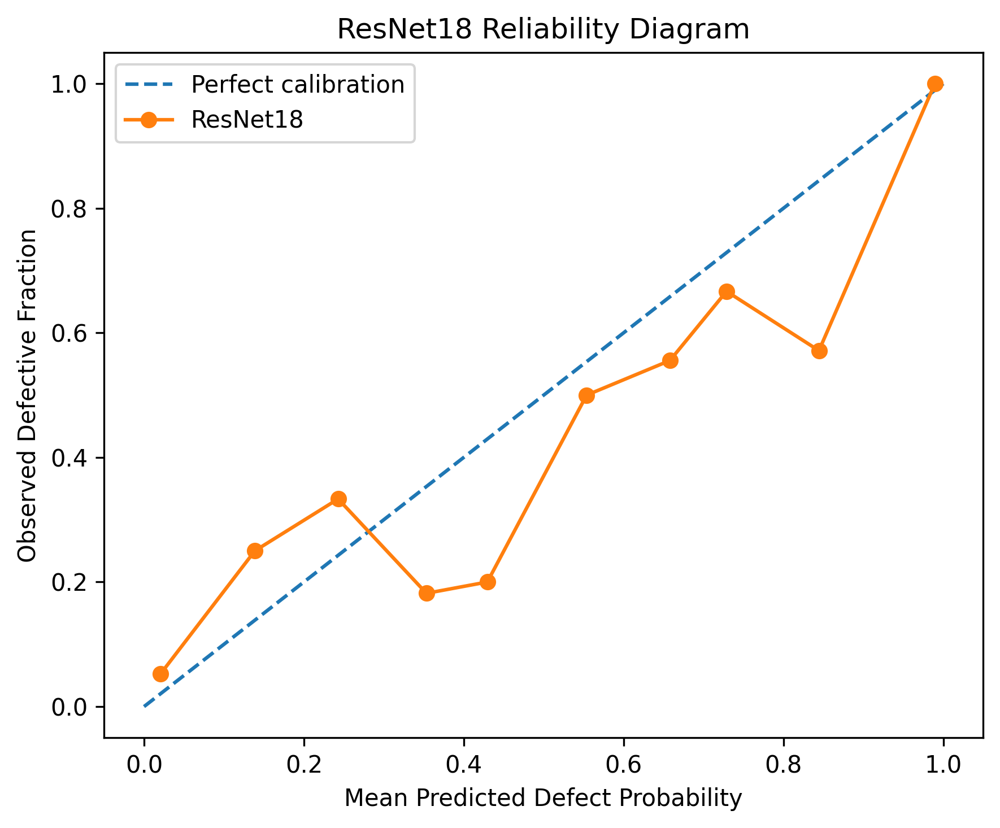 ResNet18 Reliability Diagram
Perfect calibration
ResNet18
1.0
0.8
0.6
0.4
0.2
0.0
Observed Defective Fraction
0.0 0.2 0.4 0.6 0.8 1.0
Mean Predicted Defect Probability